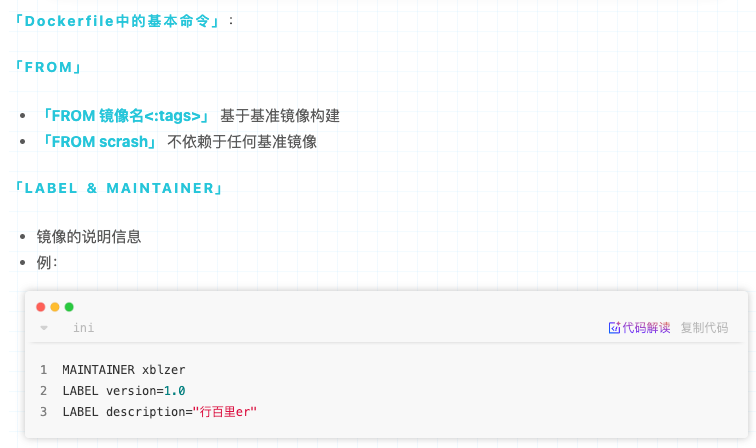 「Dockerfile中的基本命令」:
「FROM」
「FROM 镜像名<:tags>」 基于基准镜像构建
「FROM scrash」 不依赖于任何基准镜像
「LABEL & MAINTAINER」
镜像的说明信息
例:
ini 代码解读 复制代码
1 MAINTAINER xblzer
2 LABEL version=1.0
3 LABEL description="行百里er"